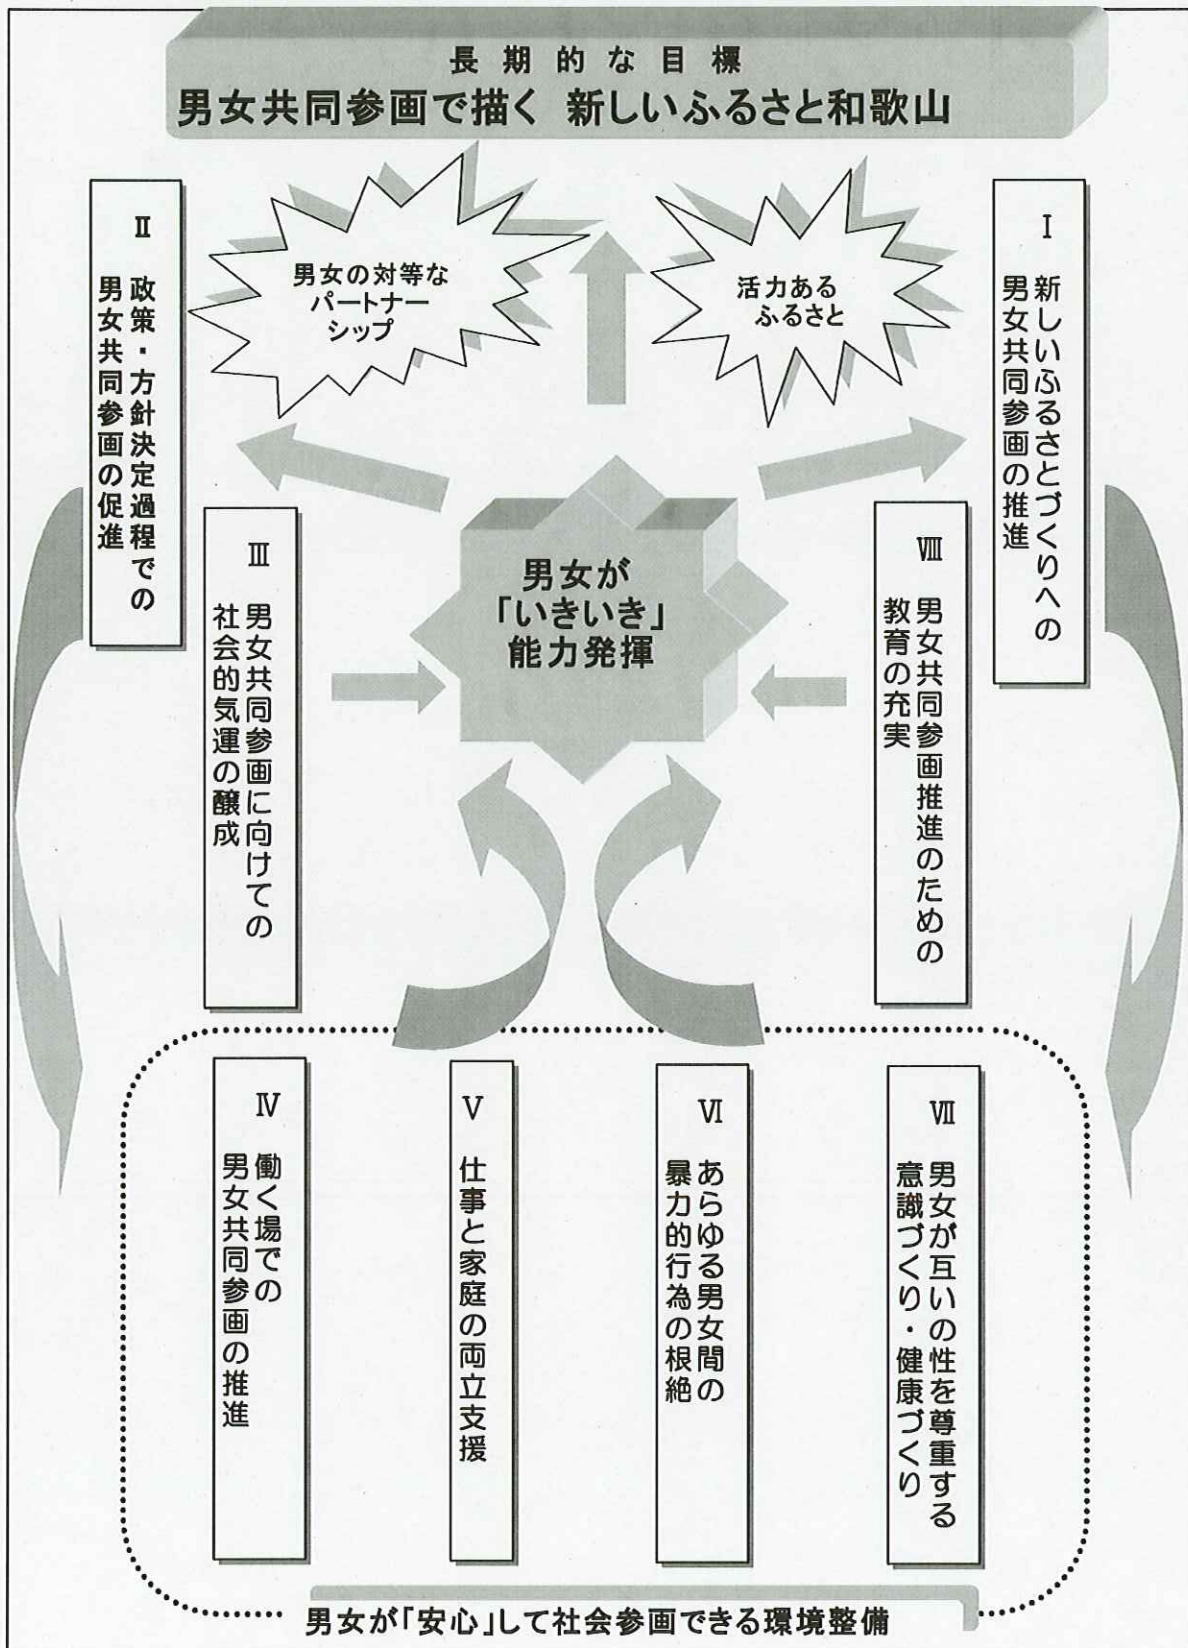 長期的な目標
男女共同参画で描く 新しいふるさと和歌山
Ⅰ
新しいふるさとづくりへの
男女共同参画の推進
活力ある
ふるさと
男女の対等な
パートナー
シップ
Ⅱ
政策・方針決定過程での
男女共同参画の促進
Ⅷ
男女共同参画推進のための
教育の充実
男女が
「いきいき」
能力発揮
Ⅲ
男女共同参画に向けての
社会的気運の醸成
Ⅶ
男女が互いの性を尊重する
意識づくり・健康づくり
Ⅵ
あらゆる男女間の
暴力的行為の根絶
Ⅴ
仕事と家庭の両立支援
Ⅳ
働く場での
男女共同参画の推進
男女が「安心」して社会参画できる環境整備